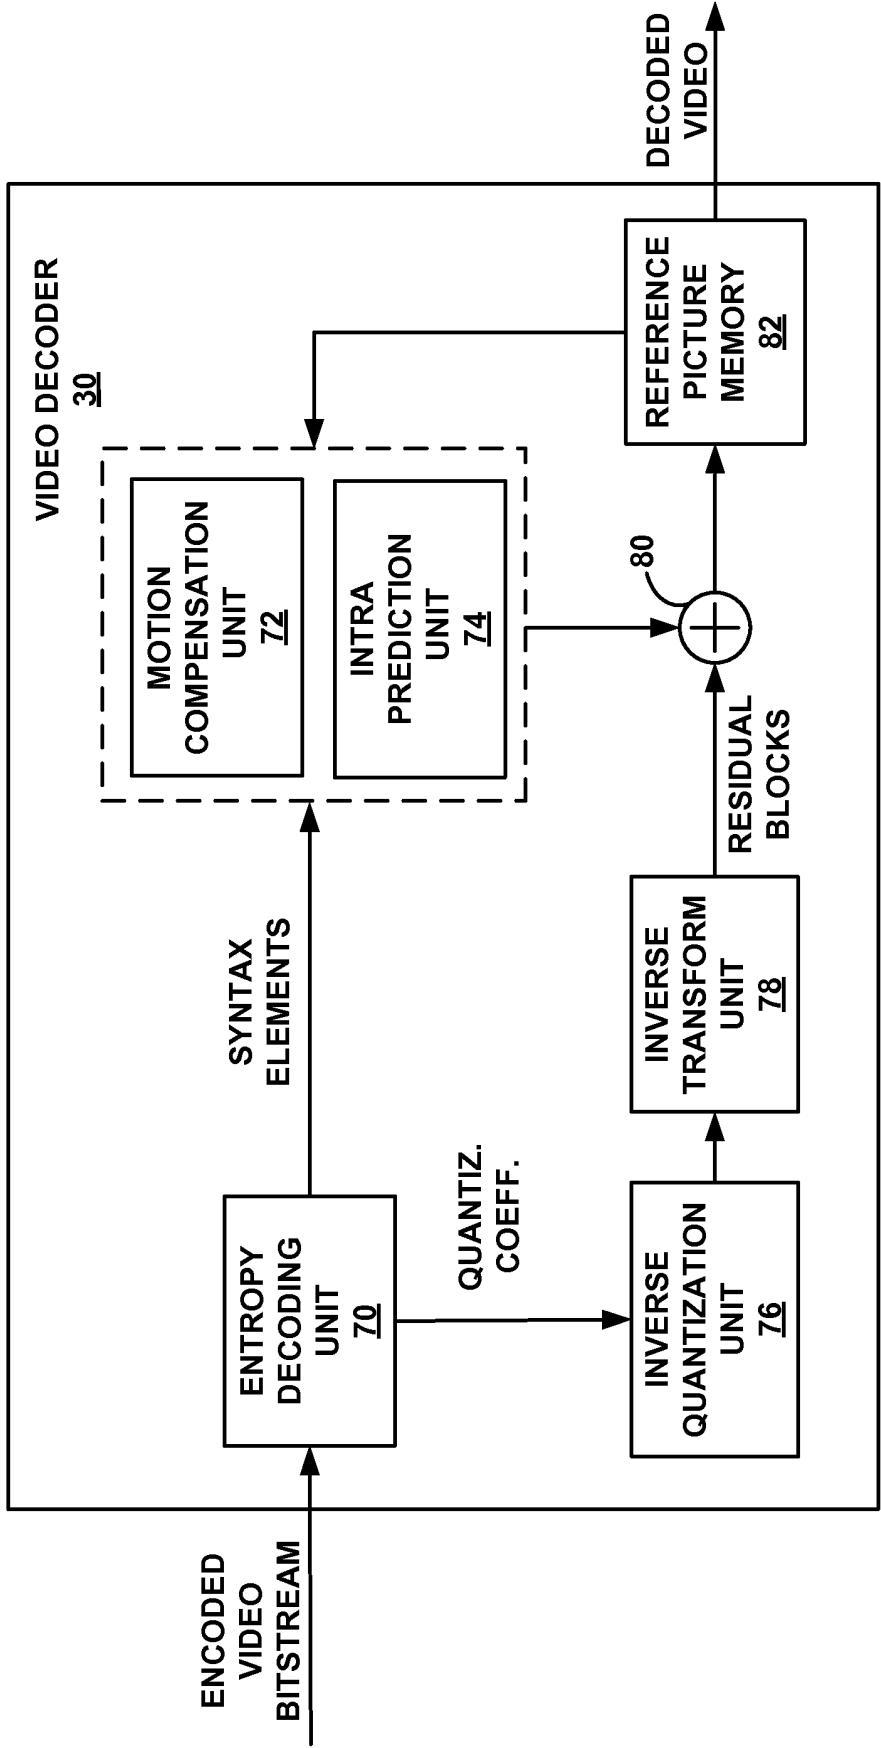 VIDEO DECODER
30
ENCODED
VIDEO
BITSTREAM
ENTROPY
DECODING
UNIT
70
SYNTAX
ELEMENTS
MOTION
COMPENSATION
UNIT
72
INTRA
PREDICTION
UNIT
74
QUANTIZ.
COEFF.
INVERSE
QUANTIZATION
UNIT
76
INVERSE
TRANSFORM
UNIT
78
RESIDUAL
BLOCKS
80
REFERENCE
PICTURE
MEMORY
82
DECODED
VIDEO